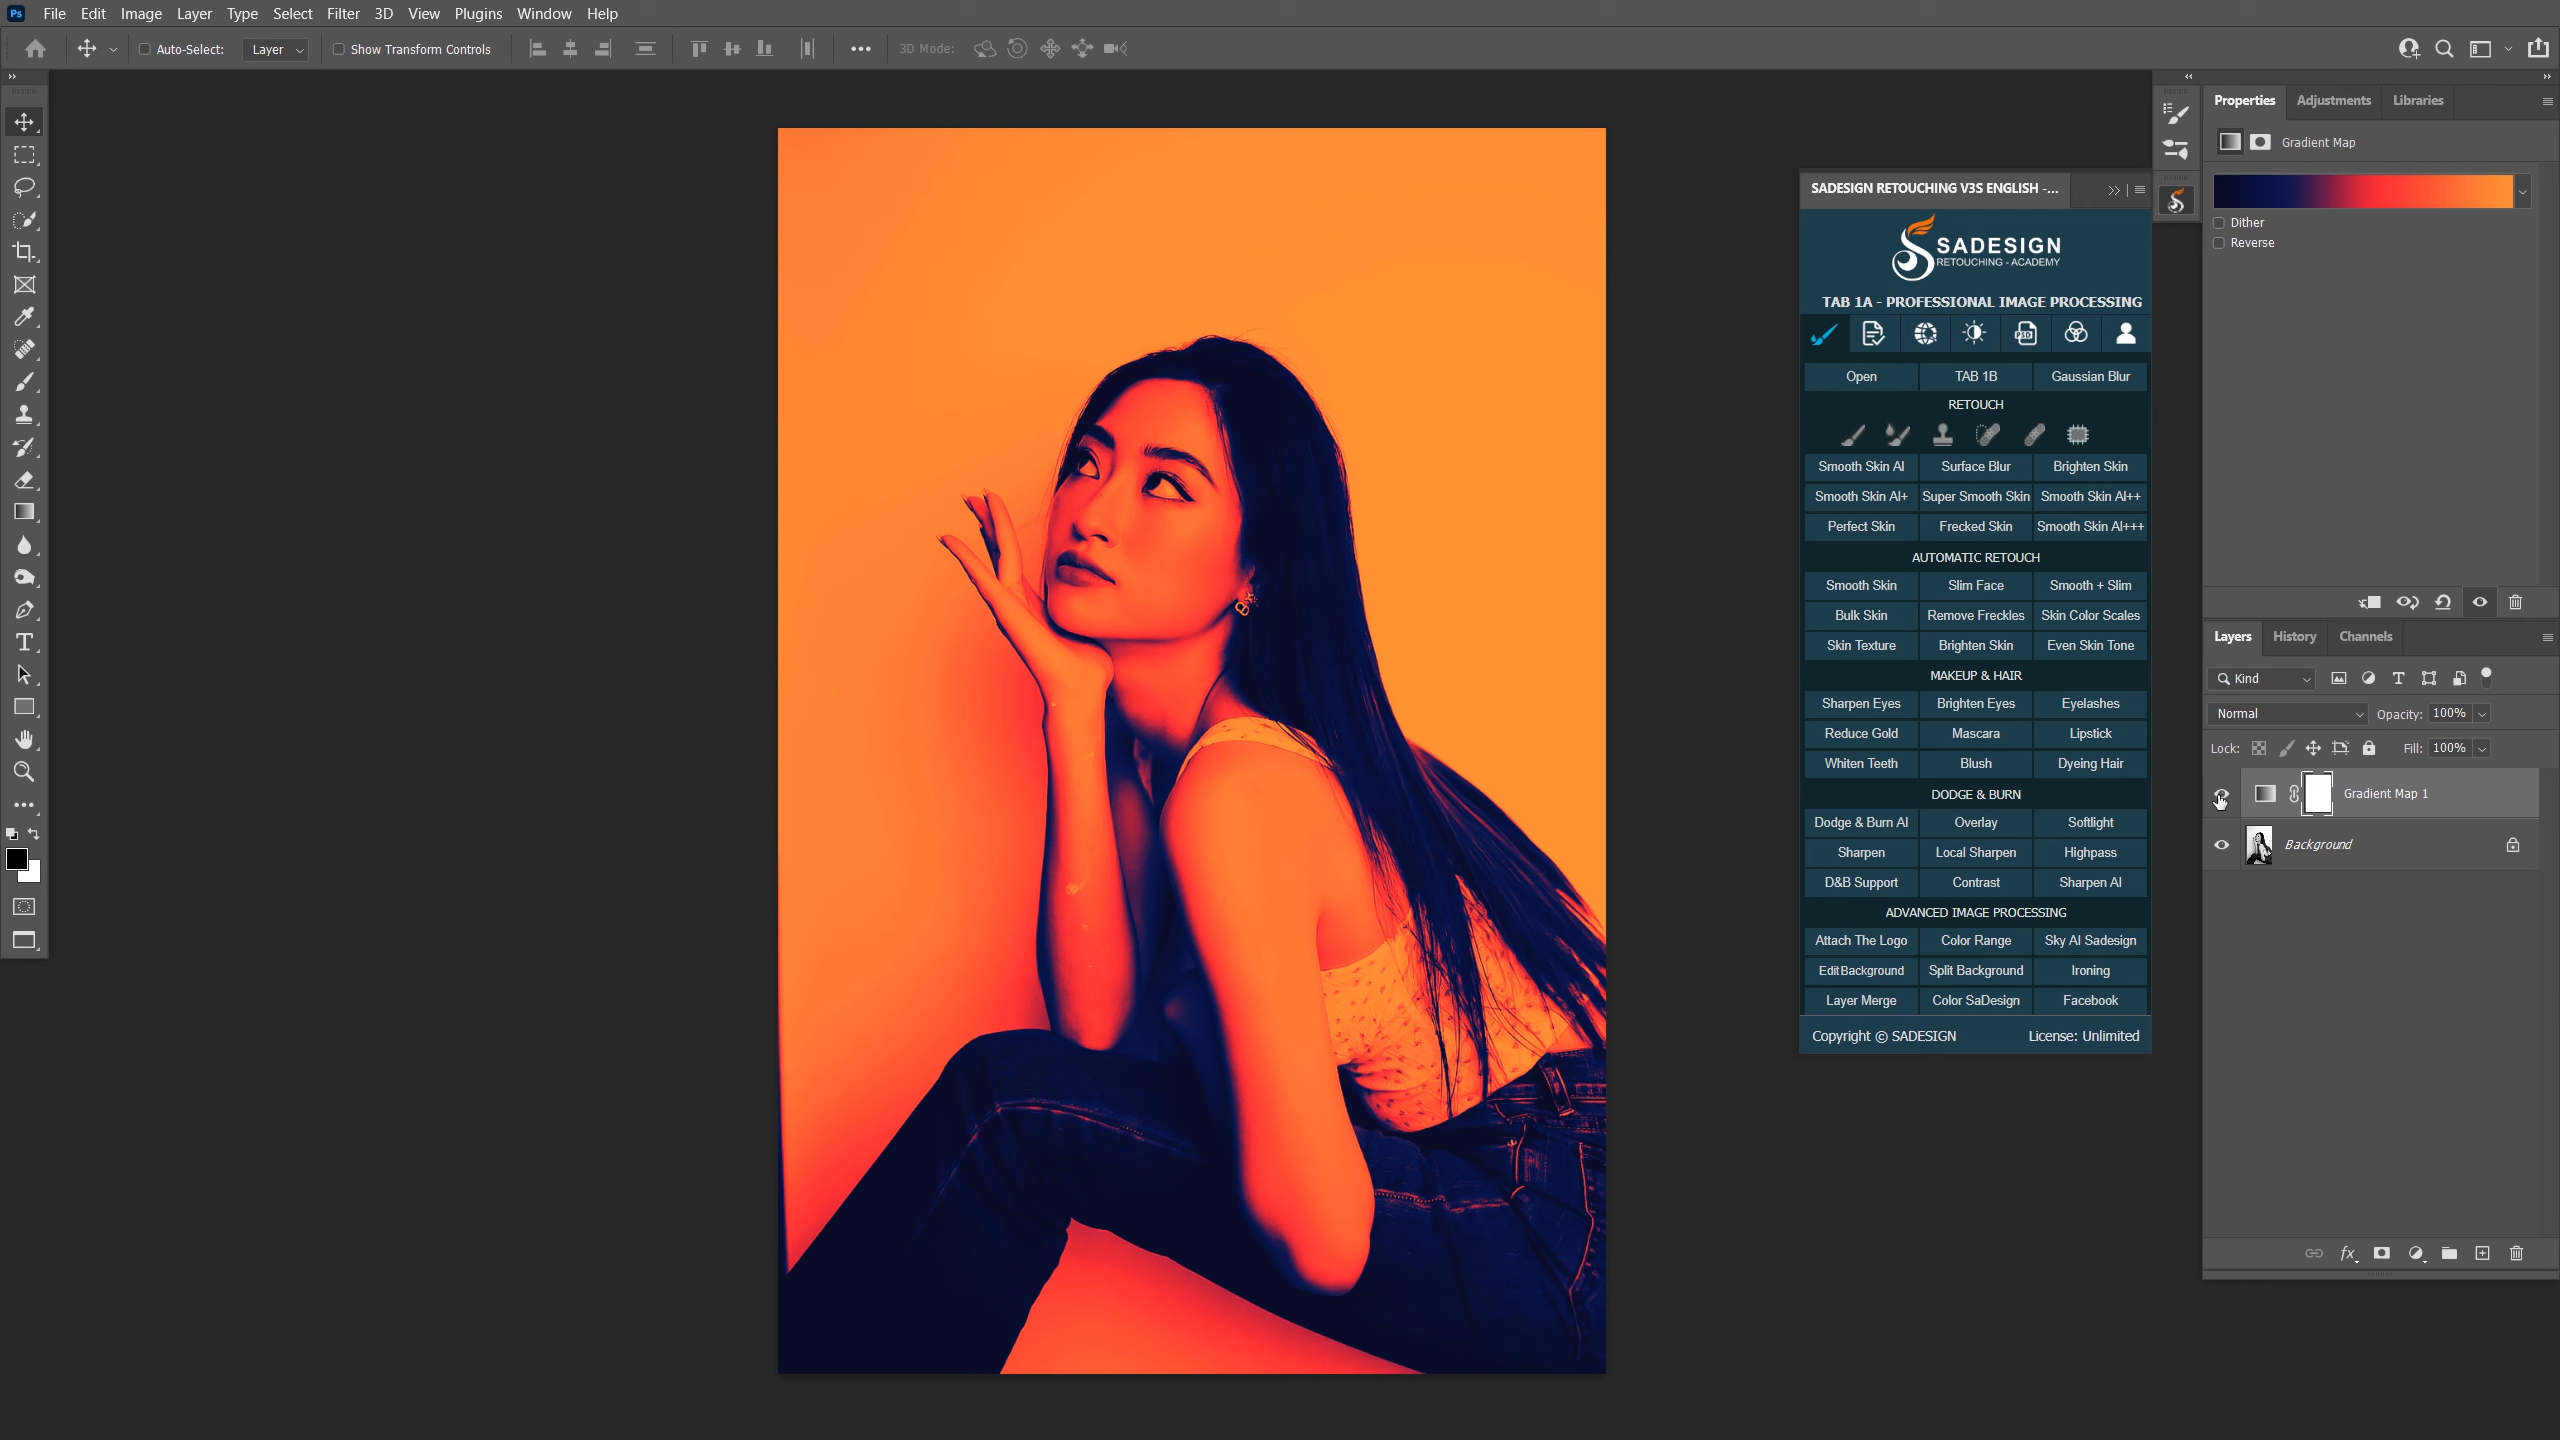 Ps File Edit Image Layer Type Select Filter 3D View Plugins Window Help
Auto-Select: Layer Show Transform Controls 3D Mode:
Properties Adjustments Libraries
Gradient Map
Dither
Reverse
SADESIGN RETOUCHING V3S ENGLISH -...
SADESIGN
RETOUCHING - ACADEMY
TAB 1A - PROFESSIONAL IMAGE PROCESSING
PSD
Open TAB 1B Gaussian Blur
RETOUCH
Smooth Skin AI Surface Blur Brighten Skin
Smooth Skin AI+ Super Smooth Skin Smooth Skin AI++
Perfect Skin Frecked Skin Smooth Skin AI+++
AUTOMATIC RETOUCH
Smooth Skin Slim Face Smooth + Slim
Bulk Skin Remove Freckles Skin Color Scales
Skin Texture Brighten Skin Even Skin Tone
MAKEUP & HAIR
Sharpen Eyes Brighten Eyes Eyelashes
Reduce Gold Mascara Lipstick
Whiten Teeth Blush Dyeing Hair
DODGE & BURN
Dodge & Burn AI Overlay Softlight
Sharpen Local Sharpen Highpass
D&B Support Contrast Sharpen AI
ADVANCED IMAGE PROCESSING
Attach The Logo Color Range Sky AI Sadesign
Edit Background Split Background Ironing
Layer Merge Color SaDesign Facebook
Copyright © SADESIGN License: Unlimited
Layers History Channels
Kind
Normal Opacity: 100%
Lock: Fill: 100%
Gradient Map 1
Background
fx